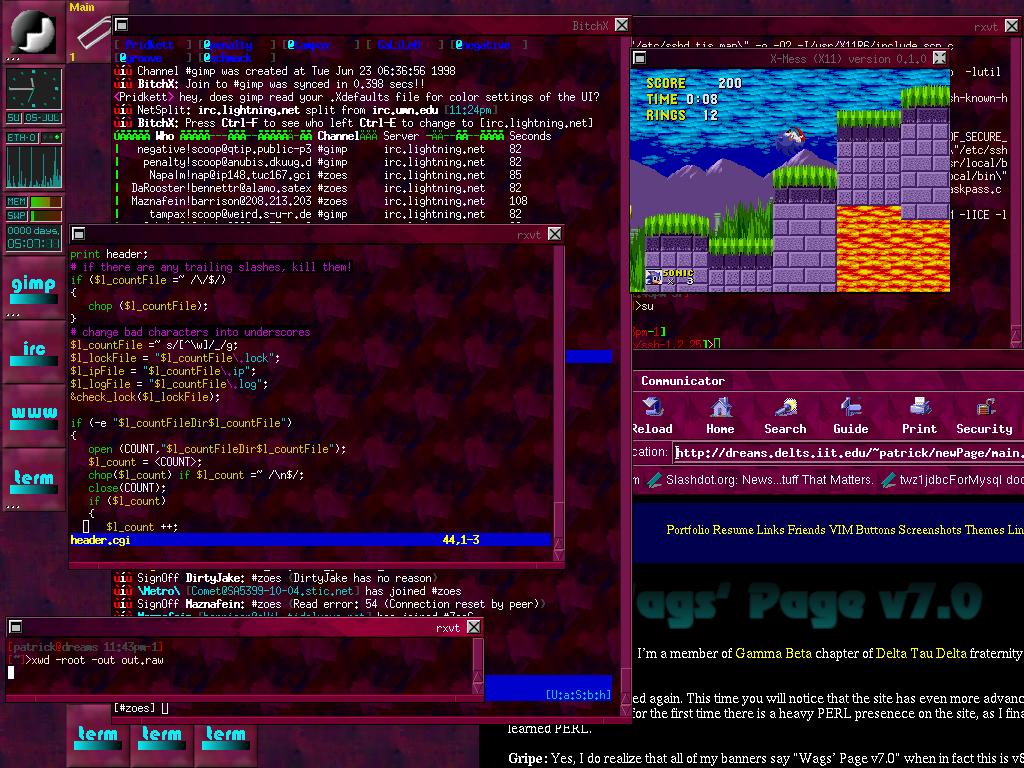 Main
1
SU 05-JUL
ETH-0
MEM
SWP
0000 days,
05:07:11
gimp
irc
www
term
BitchX
[ Pridkett ] [@penalty ] [@tampax ] [ GaLiLeO ] [@negative ]
[@groove ] [@schmack ]
Channel #gimp was created at Tue Jun 23 06:36:56 1998
BitchX: Join to #gimp was synced in 0.398 secs!!
<Pridkett> hey, does gimp read your .Xdefaults file for color settings of the UI?
NetSplit: irc.lightning.net split from irc.umn.edu [11:24pm]
BitchX: Press Ctrl-F to see who left Ctrl-E to change to [irc.lightning.net]
Who Channel Server Seconds
negative!scoop@qtip.public-p3 #gimp irc.lightning.net 82
penalty!scoop@anubis.dkuug.d #gimp irc.lightning.net 82
Napalm!nap@ip148.tuc167.gci #zoes irc.lightning.net 85
DaRooster!bennettr@alamo.satex #zoes irc.lightning.net 82
Maznafein!barrison@208.213.203 #zoes irc.lightning.net 108
tampax!scoop@weird.s-u-r.de #gimp irc.lightning.net 82
rxvt
print header;
# if there are any trailing slashes, kill them!
if ($l_countFile =~ /\/$/)
{
chop ($l_countFile);
}
# change bad characters into underscores
$l_countFile =~ s/[^\w]/_/g;
$l_lockFile = "$l_countFile\.lock";
$l_ipFile = "$l_countFile\.ip";
$l_logFile = "$l_countFile\.log";
&check_lock($l_lockFile);
if (-e "$l_countFileDir$l_countFile")
{
open (COUNT,"$l_countFileDir$l_countFile");
$l_count = <COUNT>;
chop($l_count) if $l_count =~ /\n$/;
close(COUNT);
if ($l_count)
{
$l_count ++;
header.cgi 44,1-3
SignOff DirtyJake: #zoes (DirtyJake has no reason)
\Metro\ [Comet@SA5399-10-04.stic.net] has joined #zoes
SignOff Maznafein: #zoes (Read error: 54 (Connection reset by peer))
rxvt
[patrick@dreams 11:43pm-1]
[~]>xwd -root -out out.raw
[U:a:S:b:h]
[#zoes]
term
term
term
rxvt
"/etc/sshd_tis_map\" -g -O2 -I/usr/X11R6/include scp.c
-lutil
sh-known-h
OF_SECURE_
\"/etc/ssh
sr/local/b
ocal/bin\"
askpass.c
-lICE -l
X-Mess (X11) version 0.1.0
SCORE 200
TIME 0:08
RINGS 12
SONIC
X 3
>su
pm-1]
/ssh-1.2.25]>
Communicator
Reload Home Search Guide Print Security
cation: http://dreams.delts.iit.edu/~patrick/newPage/main.
m Slashdot.org: News...tuff That Matters. twz1jdbcForMysql doc
Portfolio Resume Links Friends VIM Buttons Screenshots Themes Lin
Wags' Page v7.0
I'm a member of Gamma Beta chapter of Delta Tau Delta fraternity
ed again. This time you will notice that the site has even more advanc
for the first time there is a heavy PERL presenece on the site, as I fina
learned PERL.
Gripe: Yes, I do realize that all of my banners say "Wags' Page v7.0" when in fact this is v8